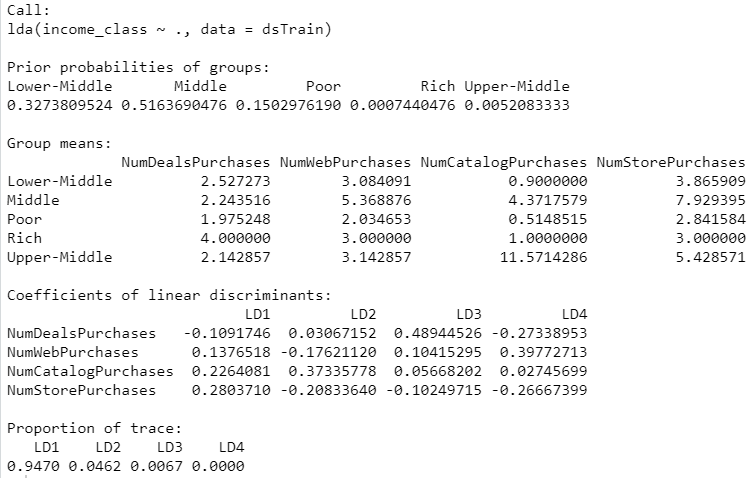 Call:
lda(income_class ~ ., data = dsTrain)
Prior probabilities of groups:
Lower-Middle Middle Poor Rich Upper-Middle
0.3273809524 0.5163690476 0.1502976190 0.0007440476 0.0052083333
Group means:
NumDealsPurchases NumWebPurchases NumCatalogPurchases NumStorePurchases
Lower-Middle 2.527273 3.084091 0.9000000 3.865909
Middle 2.243516 5.368876 4.3717579 7.929395
Poor 1.975248 2.034653 0.5148515 2.841584
Rich 4.000000 3.000000 1.0000000 3.000000
Upper-Middle 2.142857 3.142857 11.5714286 5.428571
Coefficients of linear discriminants:
LD1 LD2 LD3 LD4
NumDealsPurchases -0.1091746 0.03067152 0.48944526 -0.27338953
NumWebPurchases 0.1376518 -0.17621120 0.10415295 0.39772713
NumCatalogPurchases 0.2264081 0.37335778 0.05668202 0.02745699
NumStorePurchases 0.2803710 -0.20833640 -0.10249715 -0.26667399
Proportion of trace:
LD1 LD2 LD3 LD4
0.9470 0.0462 0.0067 0.0000